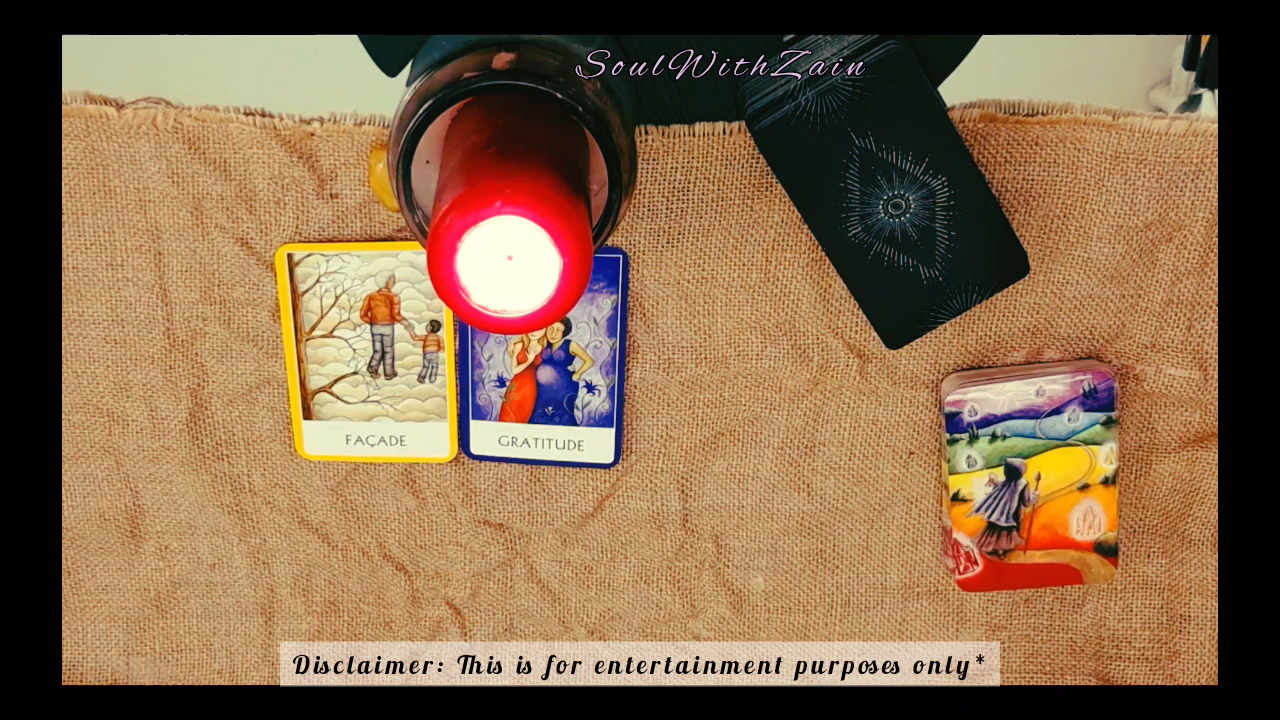 SoulWithZain
FAÇADE
GRATITUDE
Disclaimer: This is for entertainment purposes only*